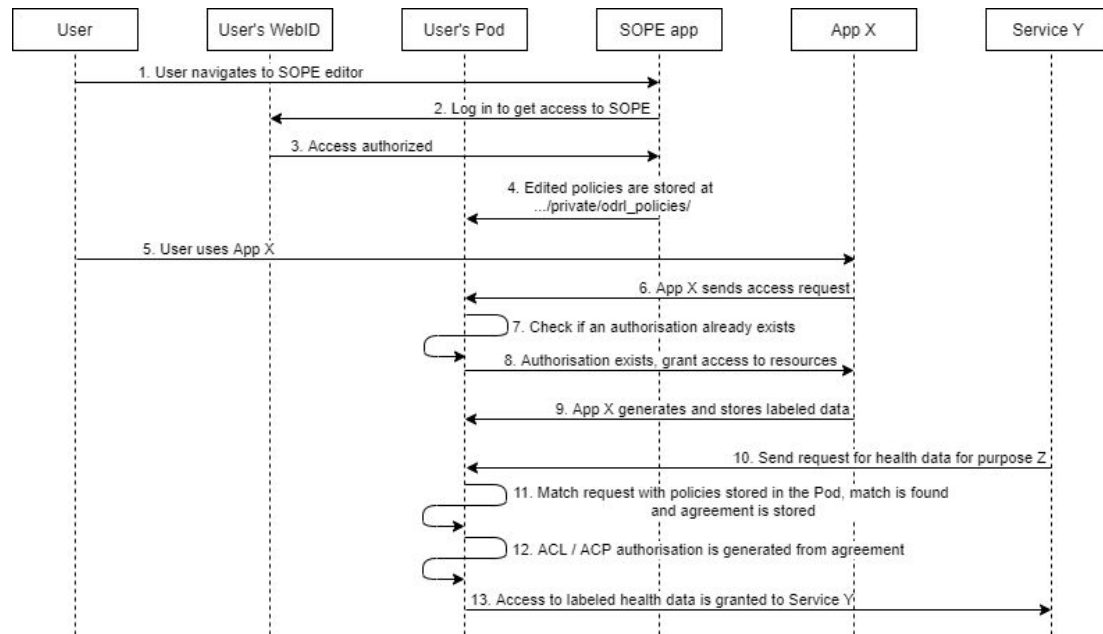 User
User's WebID
User's Pod
SOPE app
App X
Service Y
1. User navigates to SOPE editor
2. Log in to get access to SOPE
3. Access authorized
4. Edited policies are stored at
.../private/odrl_policies/
5. User uses App X
6. App X sends access request
7. Check if an authorisation already exists
8. Authorisation exists, grant access to resources
9. App X generates and stores labeled data
10. Send request for health data for purpose Z
11. Match request with policies stored in the Pod, match is found
and agreement is stored
12. ACL / ACP authorisation is generated from agreement
13. Access to labeled health data is granted to Service Y